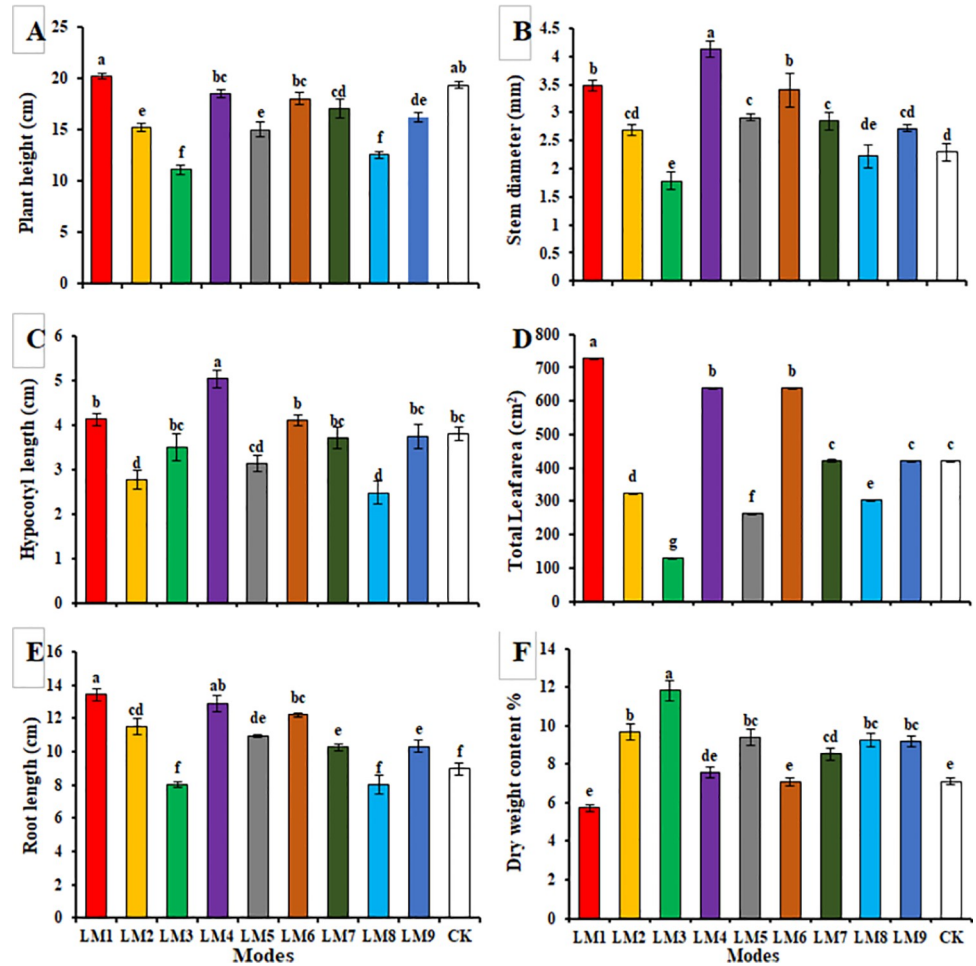 A
Plant height (cm)
25
20
15
10
5
0
a
e
f
bc
e
bc
cd
f
de
ab
B
Stem diameter (mm)
4.5
4
3.5
3
2.5
2
1.5
1
0.5
0
b
cd
e
a
c
b
c
de
cd
d
C
Hypocotyl length (cm)
6
5
4
3
2
1
0
b
d
bc
a
cd
b
bc
d
bc
bc
D
Total Leaf area (cm²)
800
700
600
400
300
200
100
0
a
d
g
b
f
b
c
e
c
c
E
Root length (cm)
14
16
12
10
8
6
4
2
0
a
cd
f
ab
de
bc
e
f
e
f
LM1 LM2 LM3 LM4 LM5 LM6 LM7 LM8 LM9 CK
Modes
F
Dry weight content %
14
12
10
8
6
4
2
0
e
b
a
de
bc
e
cd
bc
bc
e
LM1 LM2 LM3 LM4 LM5 LM6 LM7 LM8 LM9 CK
Modes